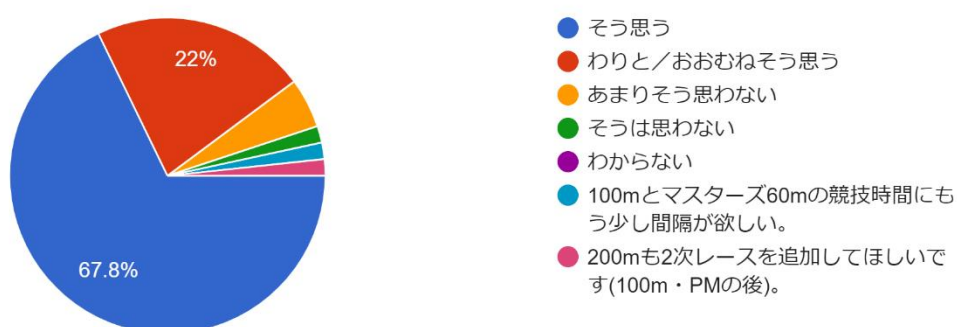 22%
67.8%
そう思う
わりと／おおむねそう思う
あまりそう思わない
そうは思わない
わからない
100mとマスターズ60mの競技時間にも
う少し間隔が欲しい。
200mも2次レースを追加してほしいで
す(100m・PMの後)。